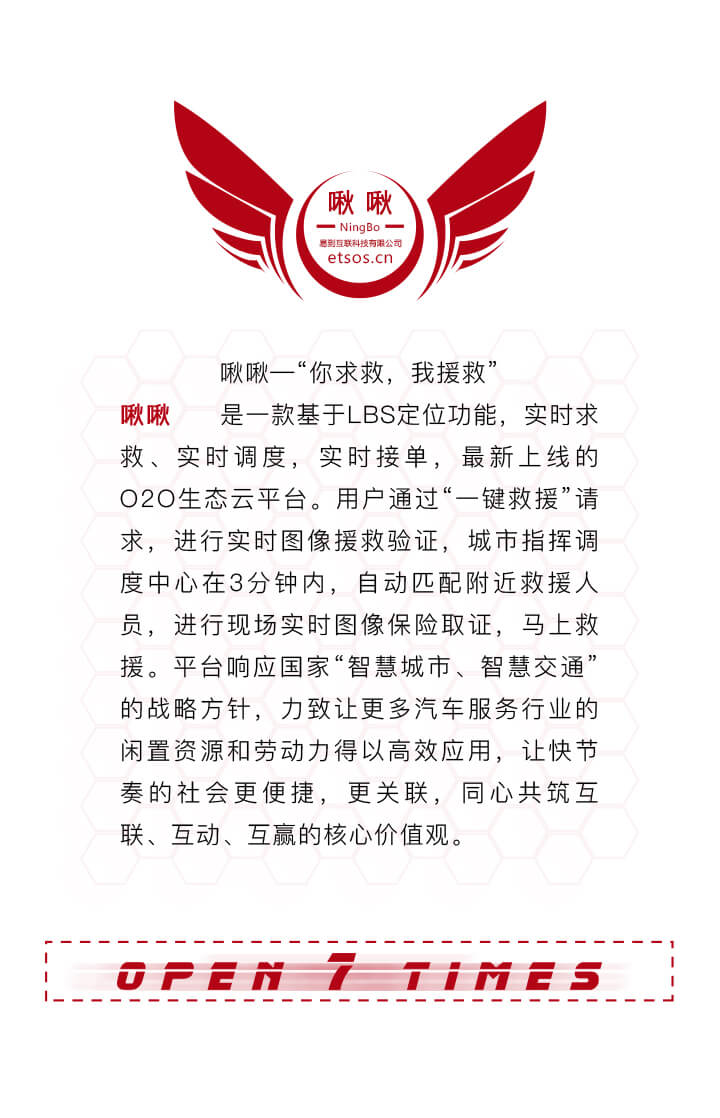 啾啾
NingBo
易到互联科技有限公司
etsos.cn
啾啾—“你求救，我援救”
啾啾 是一款基于LBS定位功能，实时求
救、实时调度，实时接单，最新上线的
O2O生态云平台。用户通过“一键救援”请
求，进行实时图像援救验证，城市指挥调
度中心在3分钟内，自动匹配附近救援人
员，进行现场实时图像保险取证，马上救
援。平台响应国家“智慧城市、智慧交通”
的战略方针，力致让更多汽车服务行业的
闲置资源和劳动力得以高效应用，让快节
奏的社会更便捷，更关联，同心共筑互
联、互动、互赢的核心价值观。
OPEN 7 TIMES